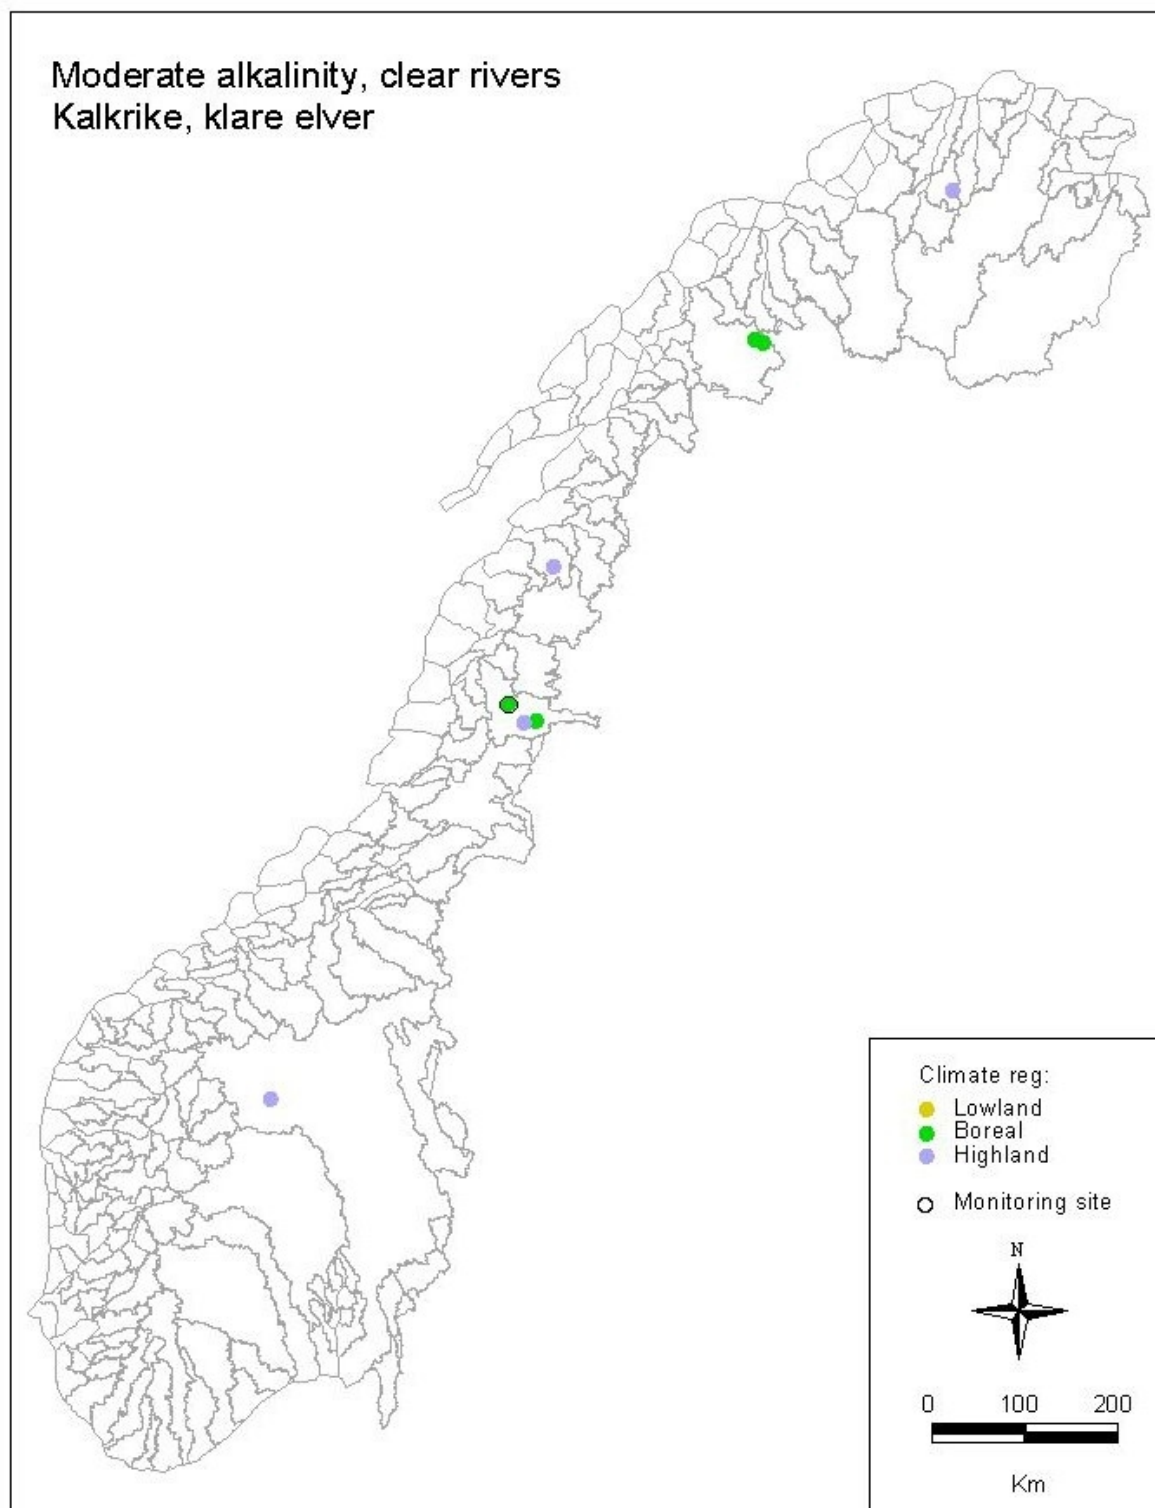 Moderate alkalinity, clear rivers
Kalkrike, klare elver
Climate reg:
Lowland
Boreal
Highland
Monitoring site
N
0 100 200
Km